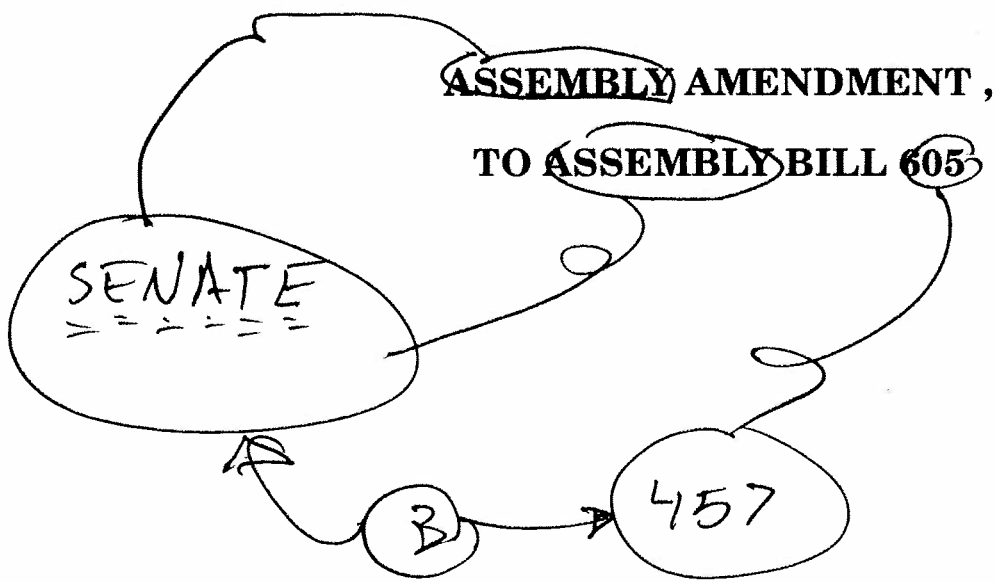 ASSEMBLY AMENDMENT ,
TO ASSEMBLY BILL 605
SENATE
457
B